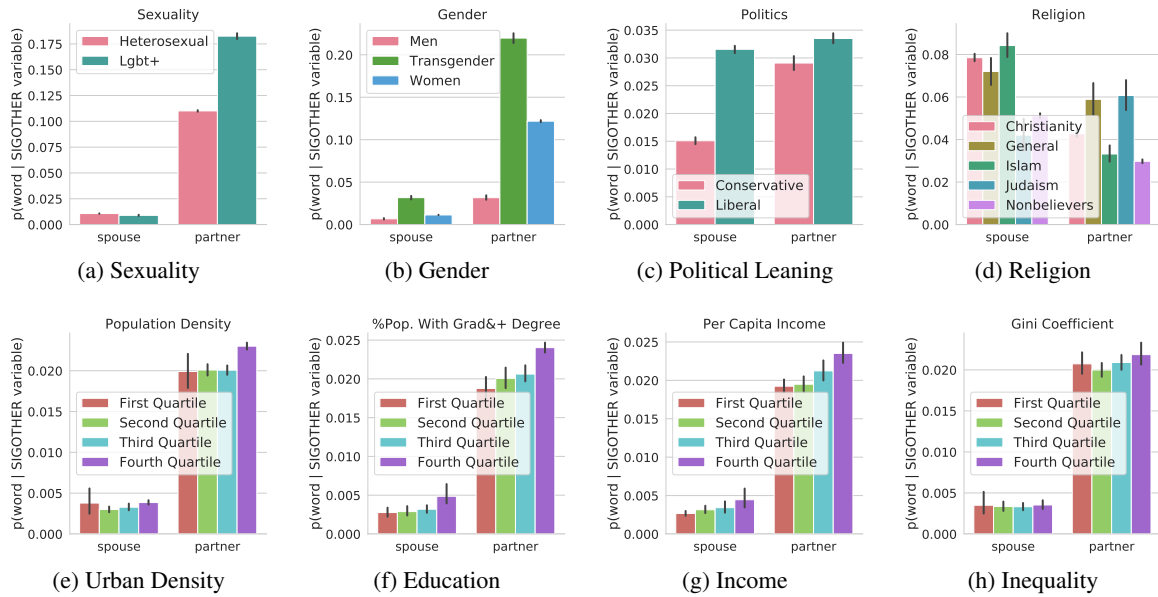 Sexuality
p(word | SIGOTHER variable)
0.175
0.150
0.125
0.100
0.075
0.050
0.025
0.000
Heterosexual
Lgbt+
spouse partner
(a) Sexuality
Gender
0.20
0.15
0.10
0.05
0.00
Men
Transgender
Women
spouse partner
(b) Gender
Politics
p(word | SIGOTHER variable)
0.035
0.030
0.025
0.020
0.015
0.010
0.005
0.000
Conservative
Liberal
spouse partner
(c) Political Leaning
Religion
p(word | SIGOTHER variable)
0.08
0.06
0.04
0.02
0.00
Christianity
General
Islam
Judaism
Nonbelievers
spouse partner
(d) Religion
Population Density
p(word | SIGOTHER variable)
0.020
0.015
0.010
0.005
0.000
First Quartile
Second Quartile
Third Quartile
Fourth Quartile
spouse partner
(e) Urban Density
%Pop. With Grad&+ Degree
p(word | SIGOTHER variable)
0.025
0.020
0.015
0.010
0.005
0.000
First Quartile
Second Quartile
Third Quartile
Fourth Quartile
spouse partner
(f) Education
Per Capita Income
p(word | SIGOTHER variable)
0.025
0.020
0.015
0.010
0.005
0.000
First Quartile
Second Quartile
Third Quartile
Fourth Quartile
spouse partner
(g) Income
Gini Coefficient
p(word | SIGOTHER variable)
0.020
0.015
0.010
0.005
0.000
First Quartile
Second Quartile
Third Quartile
Fourth Quartile
spouse partner
(h) Inequality